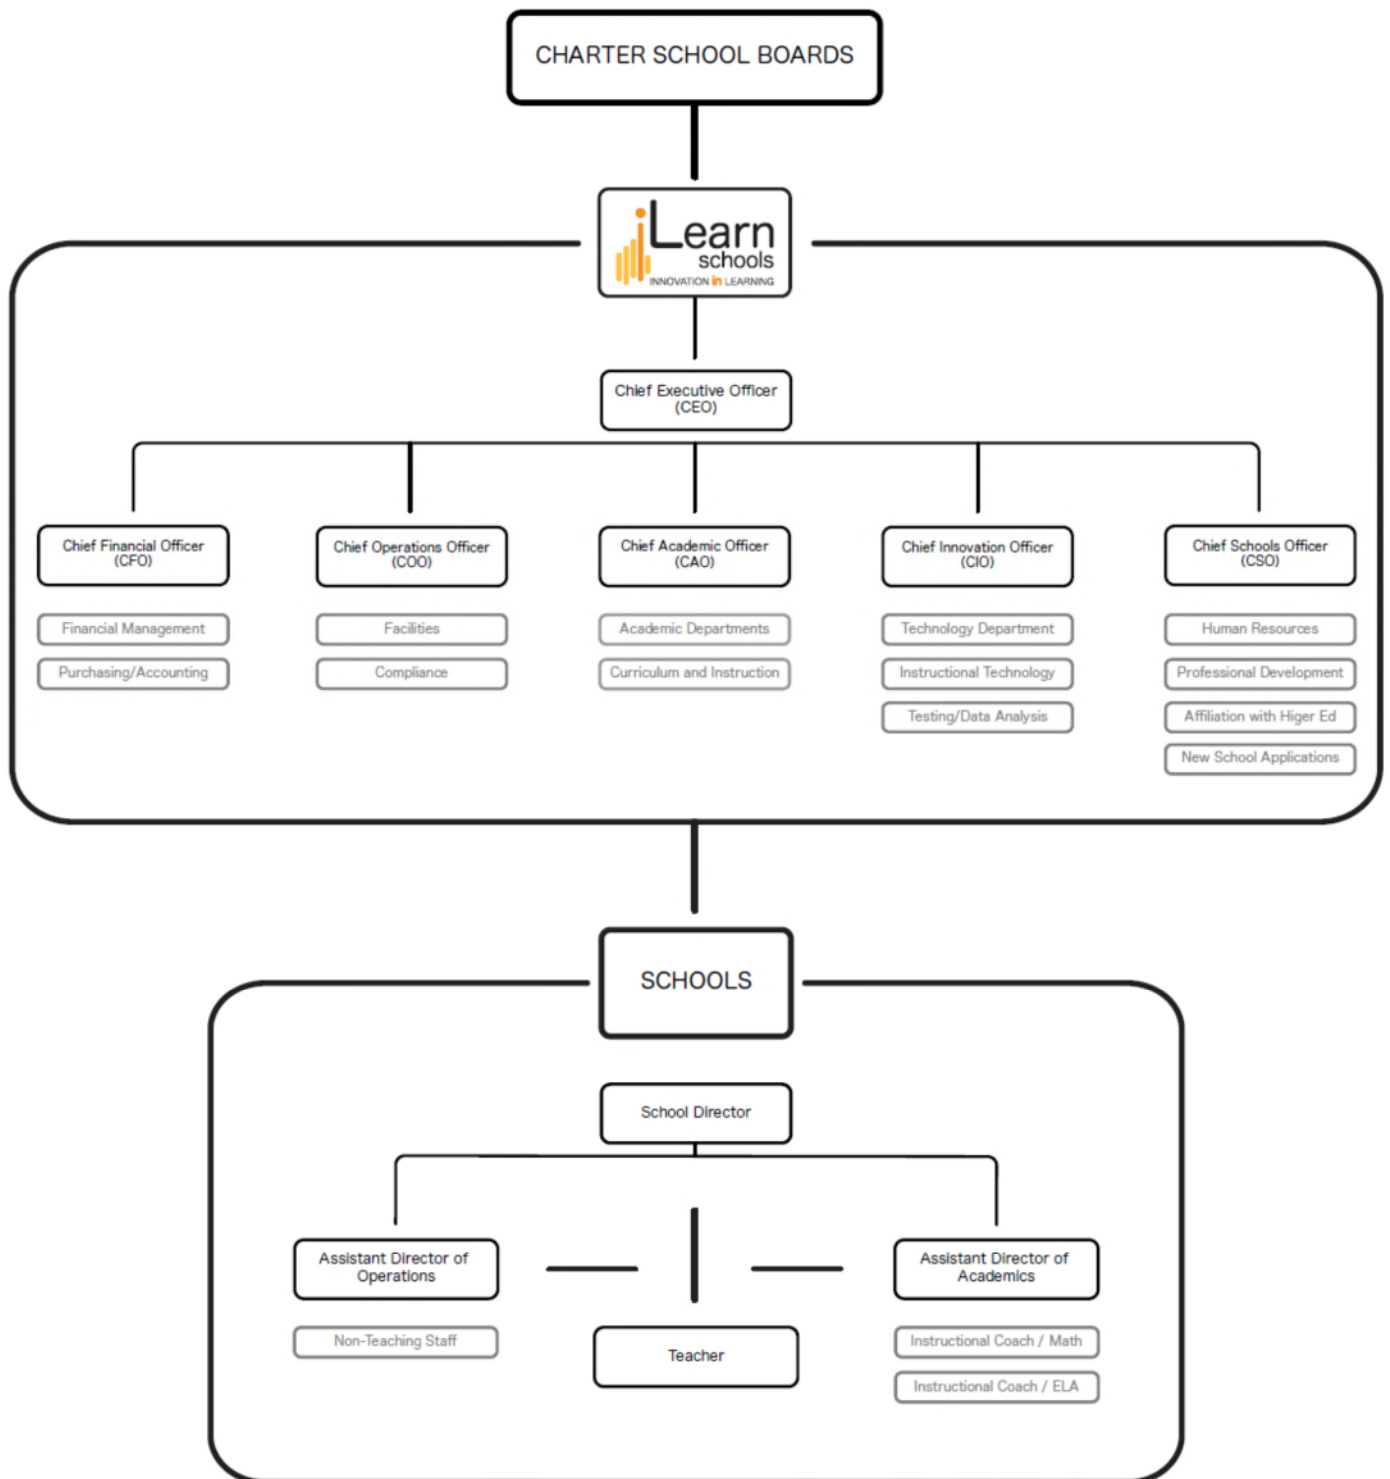 CHARTER SCHOOL BOARDS
iLearn
schools
INNOVATION in LEARNING
Chief Executive Officer
(CEO)
Chief Financial Officer
(CFO)
Financial Management
Purchasing/Accounting
Chief Operations Officer
(COO)
Facilities
Compliance
Chief Academic Officer
(CAO)
Academic Departments
Curriculum and Instruction
Chief Innovation Officer
(CIO)
Technology Department
Instructional Technology
Testing/Data Analysis
Chief Schools Officer
(CSO)
Human Resources
Professional Development
Affiliation with Higer Ed
New School Applications
SCHOOLS
School Director
Assistant Director of
Operations
Non-Teaching Staff
Teacher
Assistant Director of
Academics
Instructional Coach / Math
Instructional Coach / ELA